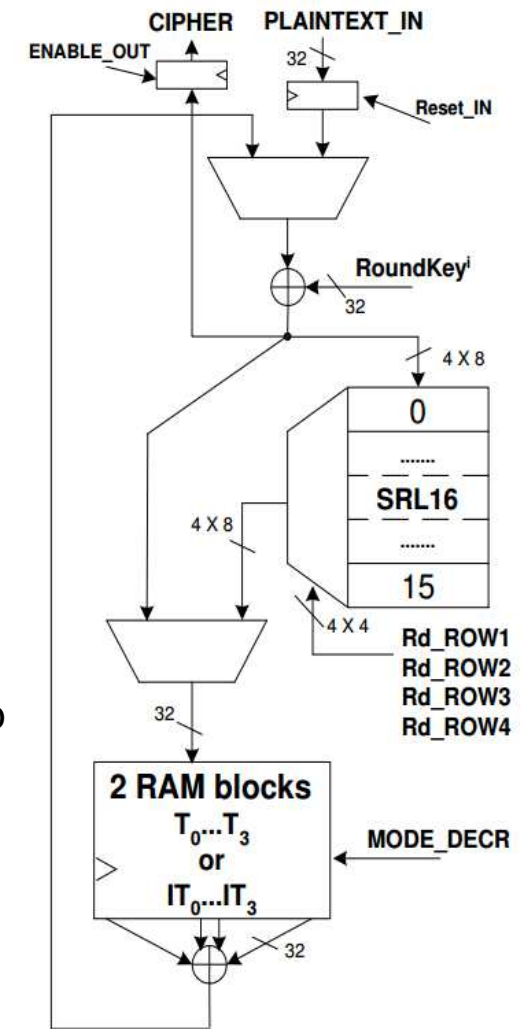 CIPHER PLAINTEXT_IN
ENABLE_OUT
32
Reset_IN
RoundKeyⁱ
32
4 X 8
0
.......
SRL16
.......
15
4 X 8
4 X 4
Rd_ROW1
Rd_ROW2
Rd_ROW3
Rd_ROW4
32
2 RAM blocks
T₀...T₃
or
IT₀...IT₃
MODE_DECR
32